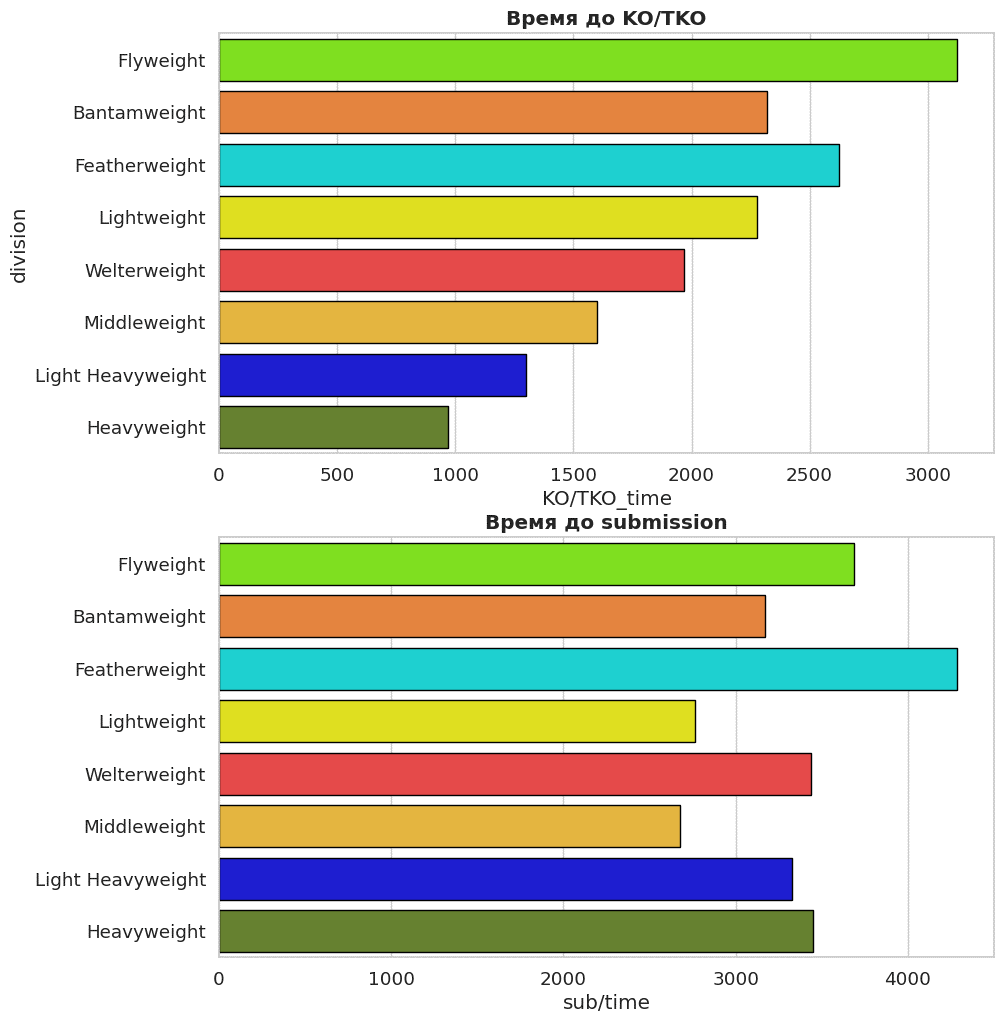 Время до KO/TKO
division
Flyweight
Bantamweight
Featherweight
Lightweight
Welterweight
Middleweight
Light Heavyweight
Heavyweight
0 500 1000 1500 2000 2500 3000
KO/TKO_time
Время до submission
Flyweight
Bantamweight
Featherweight
Lightweight
Welterweight
Middleweight
Light Heavyweight
Heavyweight
0 1000 2000 3000 4000
sub/time